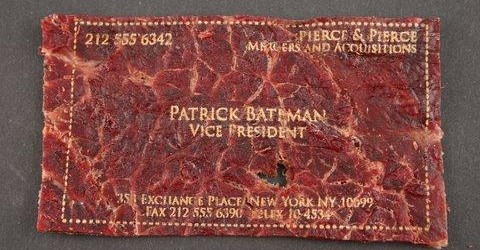 212 555 6342
PIERCE & PIERCE
MERGERS AND ACQUISITIONS
PATRICK BATEMAN
VICE PRESIDENT
358 EXCHANGE PLACE NEW YORK NY 10099
FAX 212 555 6390 TELEX 10 4534